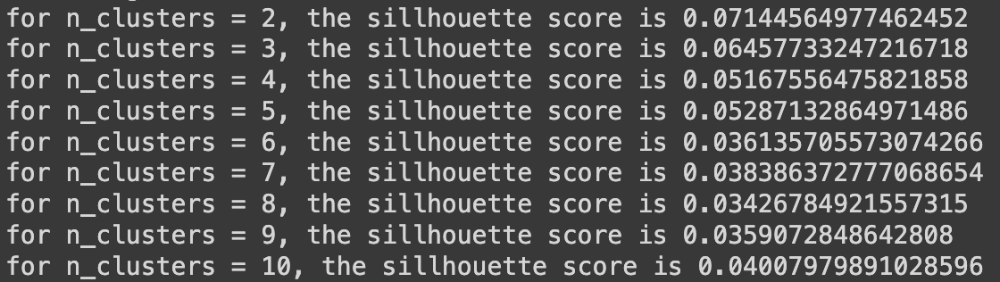 for n_clusters = 2, the sillhouette score is 0.07144564977462452
for n_clusters = 3, the sillhouette score is 0.06457733247216718
for n_clusters = 4, the sillhouette score is 0.05167556475821858
for n_clusters = 5, the sillhouette score is 0.05287132864971486
for n_clusters = 6, the sillhouette score is 0.036135705573074266
for n_clusters = 7, the sillhouette score is 0.038386372777068654
for n_clusters = 8, the sillhouette score is 0.03426784921557315
for n_clusters = 9, the sillhouette score is 0.0359072848642808
for n_clusters = 10, the sillhouette score is 0.04007979891028596